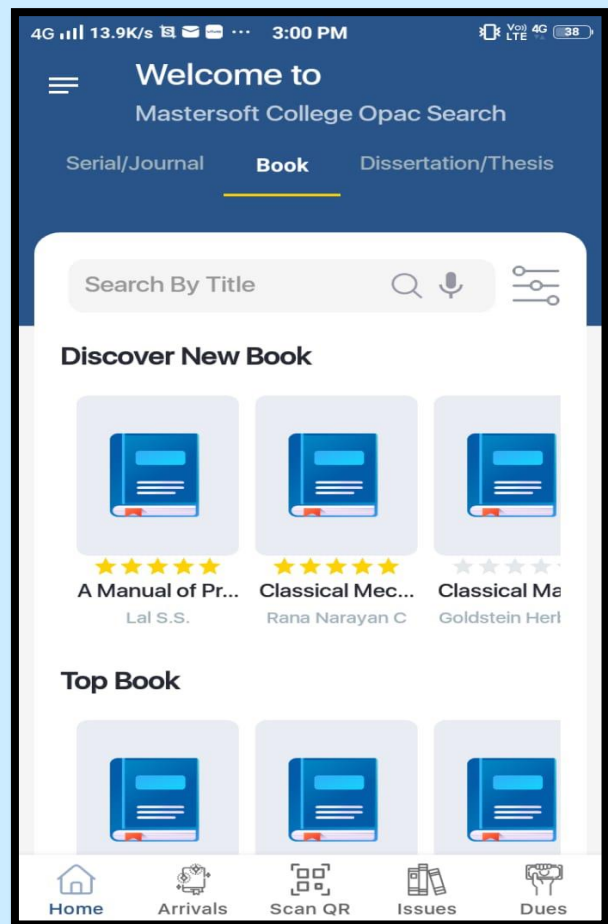 4G 13.9K/s ··· 3:00 PM Vo)) LTE 4G 38
Welcome to
Mastersoft College Opac Search
Serial/Journal Book Dissertation/Thesis
Search By Title
Discover New Book
A Manual of Pr... Classical Mec... Classical Ma
Lal S.S. Rana Narayan C Goldstein Herl
Top Book
Home Arrivals Scan QR Issues Dues